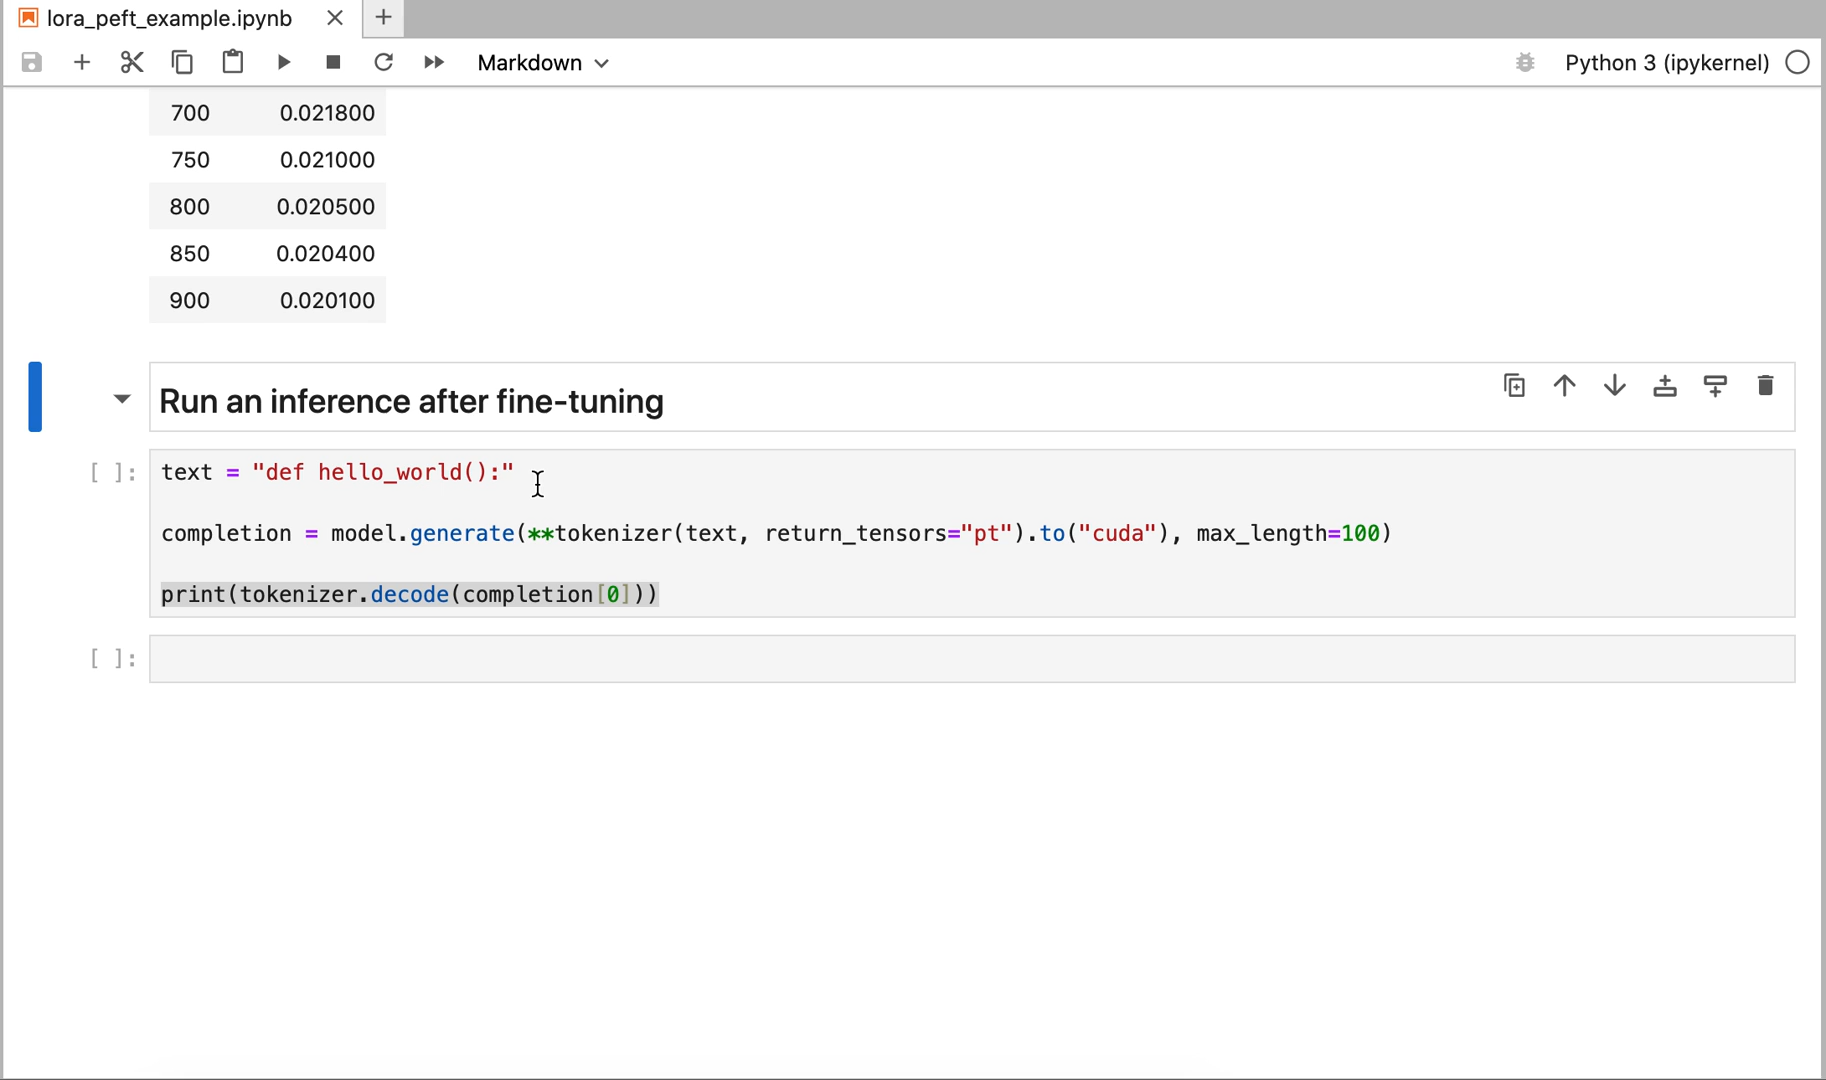 lora_peft_example.ipynb
Markdown
Python 3 (ipykernel)
700 0.021800
750 0.021000
800 0.020500
850 0.020400
900 0.020100
Run an inference after fine-tuning
[ ]: text = "def hello_world():"
completion = model.generate(**tokenizer(text, return_tensors="pt").to("cuda"), max_length=100)
print(tokenizer.decode(completion[0]))
[ ]: